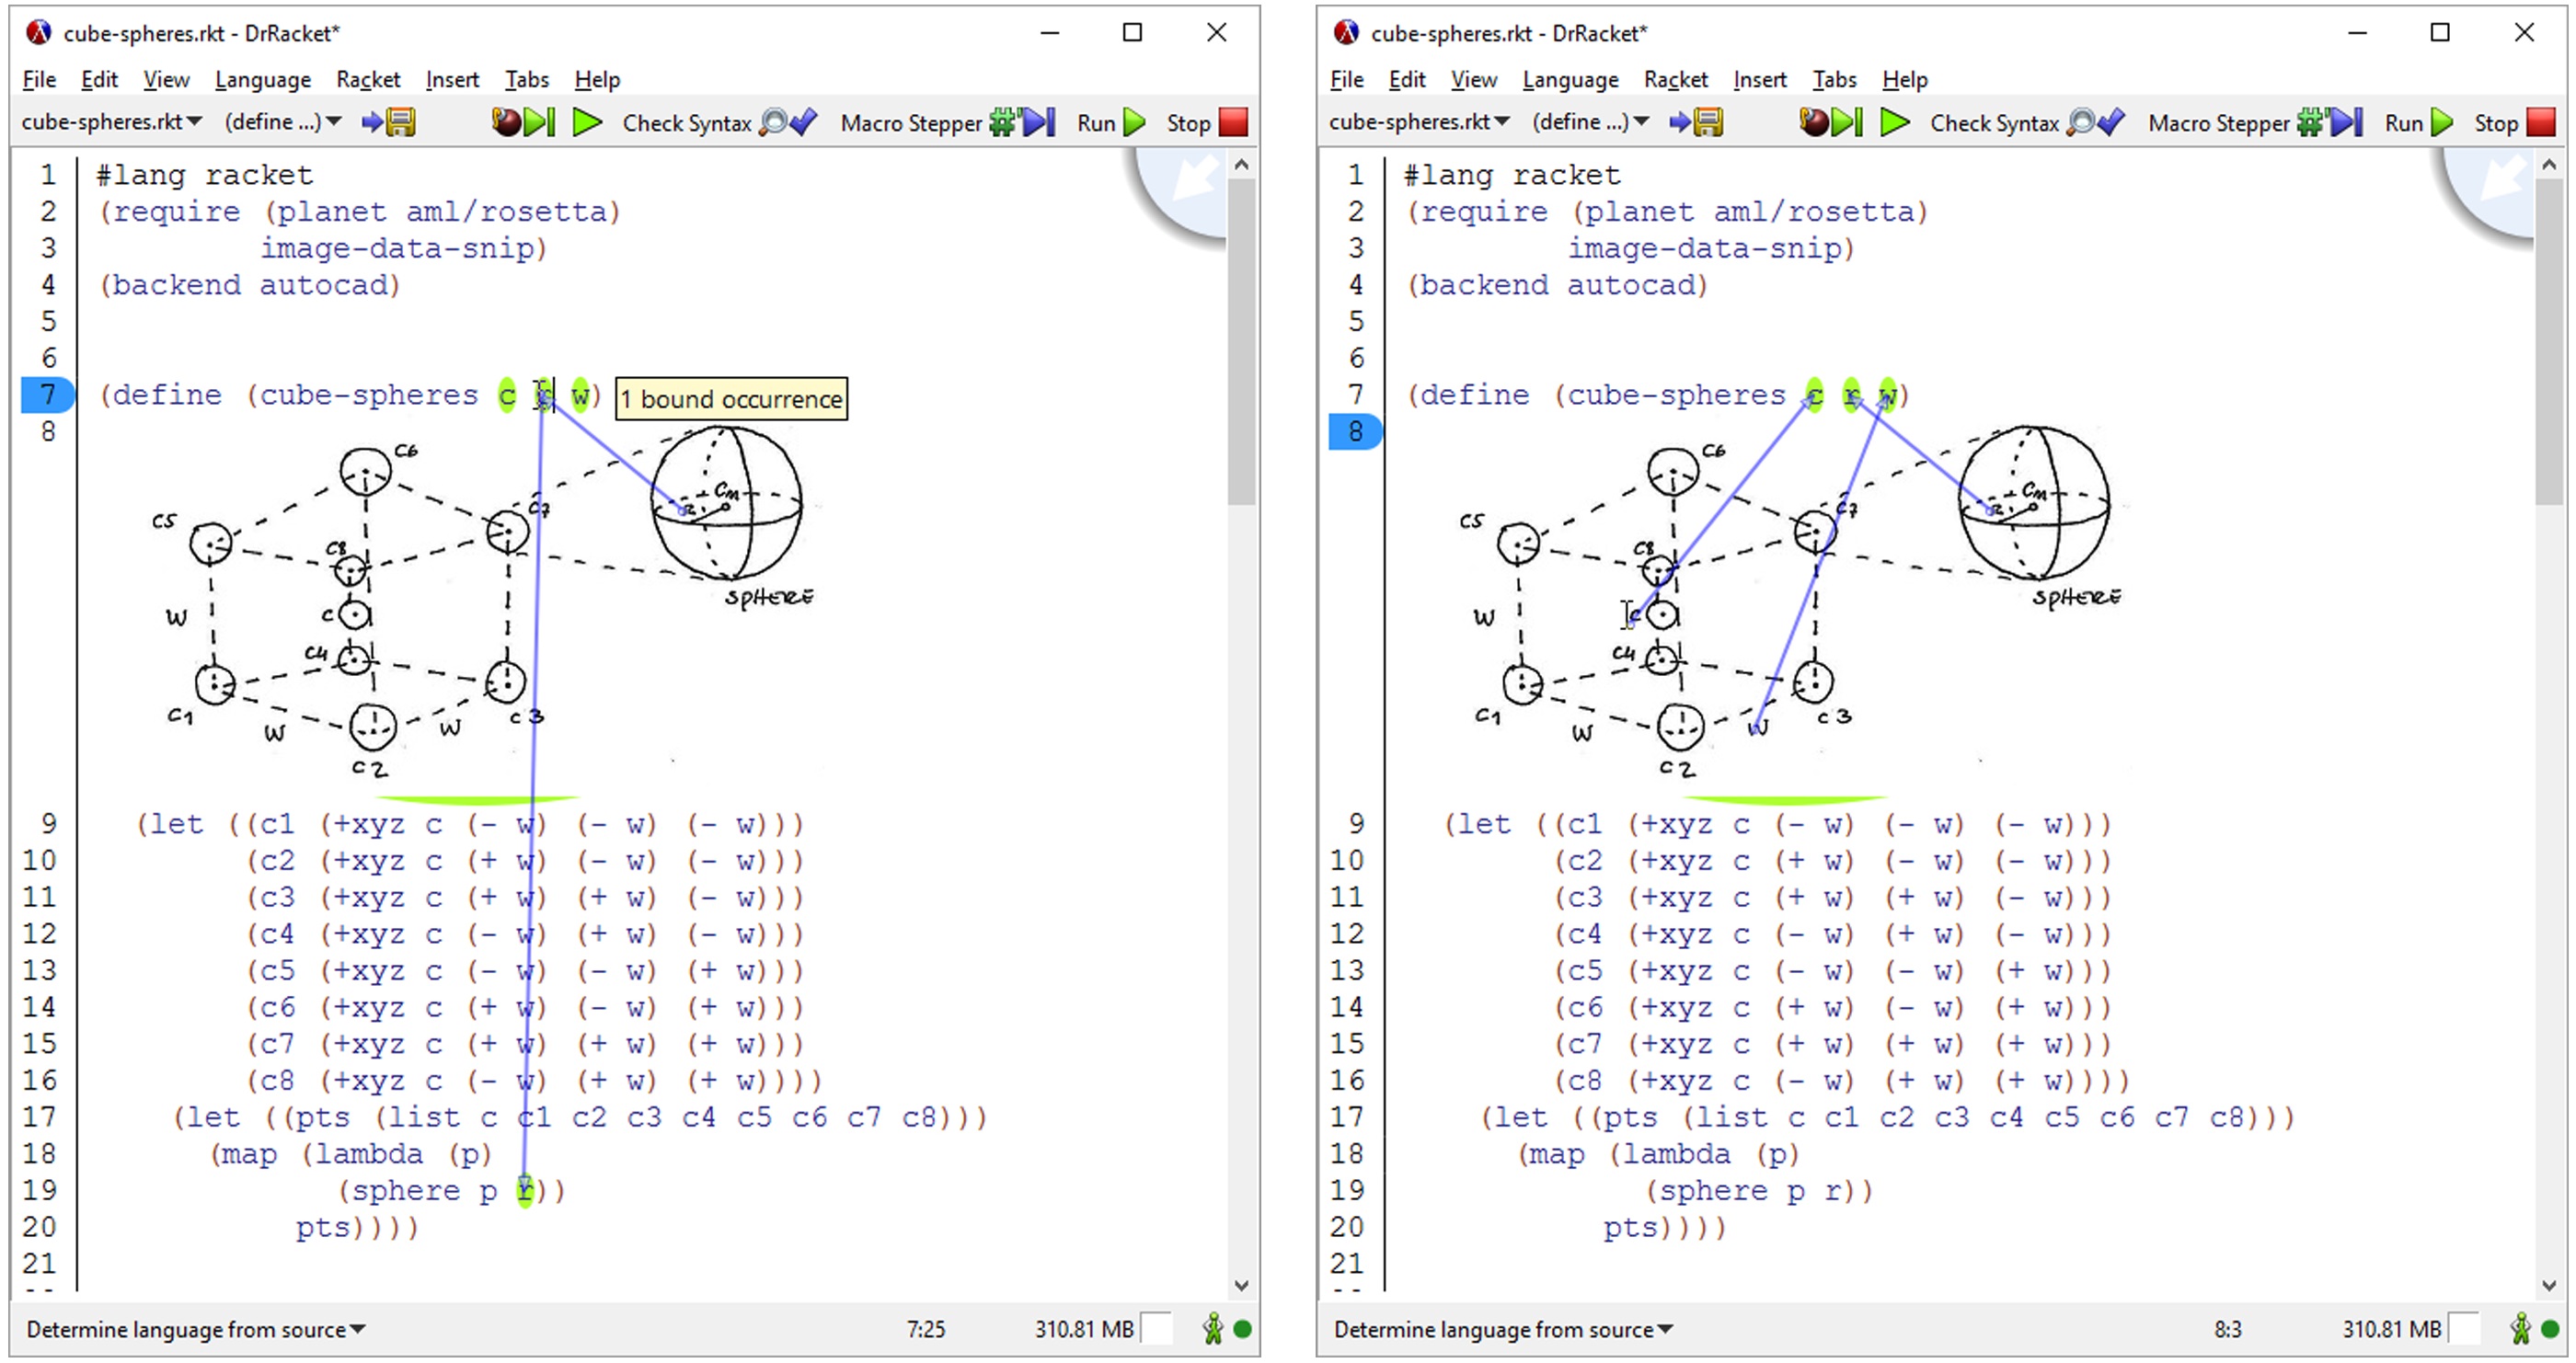 cube-spheres.rkt - DrRacket*
File Edit View Language Racket Insert Tabs Help
cube-spheres.rkt (define ...) Check Syntax Macro Stepper Run Stop
1 #lang racket
2 (require (planet aml/rosetta)
3 image-data-snip)
4 (backend autocad)
5
6
7 (define (cube-spheres c r w) 1 bound occurrence
8
C6
C5
C7
Cm
r
C8
W
SPHERE
C
C4
C1
W
W
C3
C2
9 (let ((c1 (+xyz c (- w) (- w) (- w)))
10 (c2 (+xyz c (+ w) (- w) (- w)))
11 (c3 (+xyz c (+ w) (+ w) (- w)))
12 (c4 (+xyz c (- w) (+ w) (- w)))
13 (c5 (+xyz c (- w) (- w) (+ w)))
14 (c6 (+xyz c (+ w) (- w) (+ w)))
15 (c7 (+xyz c (+ w) (+ w) (+ w)))
16 (c8 (+xyz c (- w) (+ w) (+ w))))
17 (let ((pts (list c c1 c2 c3 c4 c5 c6 c7 c8)))
18 (map (lambda (p)
19 (sphere p r))
20 pts))))
21
Determine language from source 7:25 310.81 MB
cube-spheres.rkt - DrRacket*
File Edit View Language Racket Insert Tabs Help
cube-spheres.rkt (define ...) Check Syntax Macro Stepper Run Stop
1 #lang racket
2 (require (planet aml/rosetta)
3 image-data-snip)
4 (backend autocad)
5
6
7 (define (cube-spheres c r w)
8
C6
C5
C7
Cm
r
C8
W
SPHERE
C
C4
C1
W
W
C3
C2
9 (let ((c1 (+xyz c (- w) (- w) (- w)))
10 (c2 (+xyz c (+ w) (- w) (- w)))
11 (c3 (+xyz c (+ w) (+ w) (- w)))
12 (c4 (+xyz c (- w) (+ w) (- w)))
13 (c5 (+xyz c (- w) (- w) (+ w)))
14 (c6 (+xyz c (+ w) (- w) (+ w)))
15 (c7 (+xyz c (+ w) (+ w) (+ w)))
16 (c8 (+xyz c (- w) (+ w) (+ w))))
17 (let ((pts (list c c1 c2 c3 c4 c5 c6 c7 c8)))
18 (map (lambda (p)
19 (sphere p r))
20 pts))))
21
Determine language from source 8:3 310.81 MB